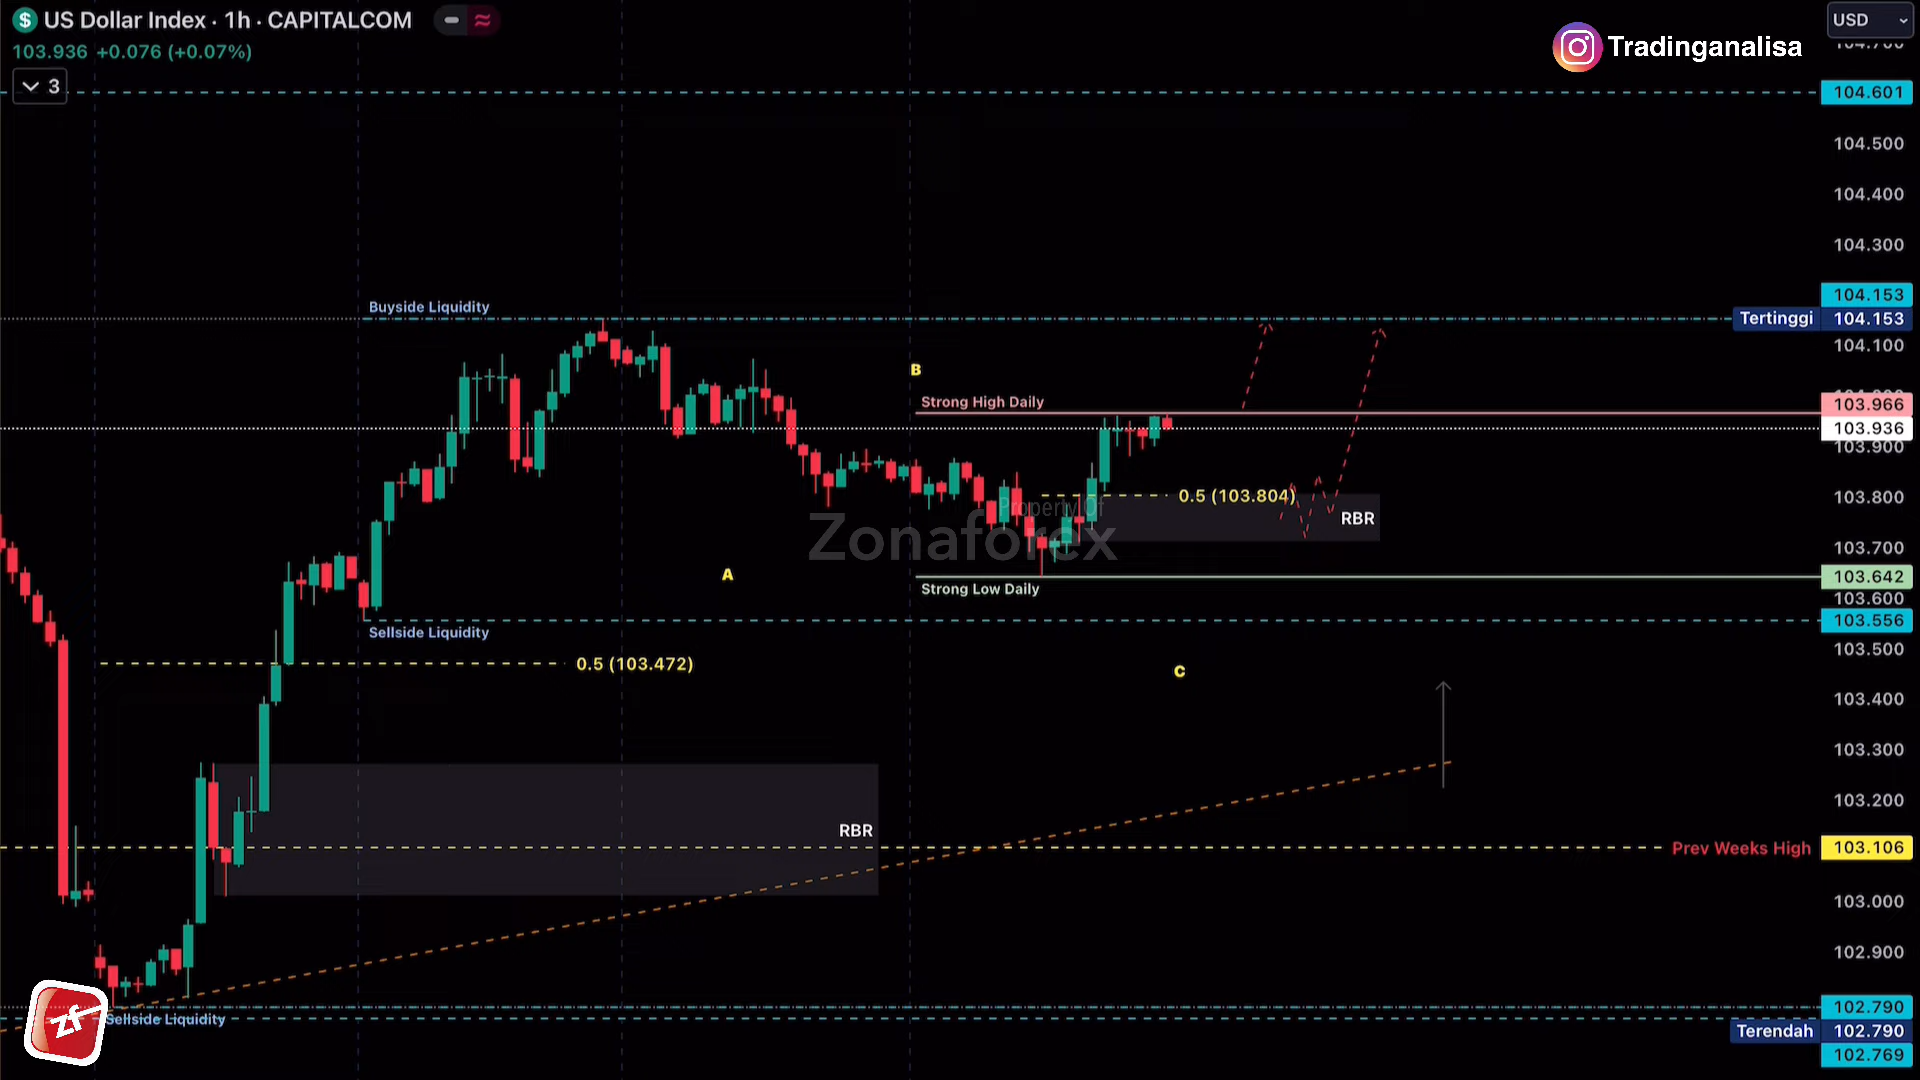 US Dollar Index · 1h · CAPITALCOM
103.936 +0.076 (+0.07%)
3
USD
Tradinganalisa
104.601
104.500
104.400
104.300
Buyside Liquidity
104.153
Tertinggi 104.153
104.100
B
Strong High Daily
103.966
103.936
103.900
0.5 (103.804)
103.800
RBR
Property Of
Zonaforex
103.700
A
103.642
Strong Low Daily
103.600
103.556
Sellside Liquidity
103.500
0.5 (103.472)
C
103.400
103.300
103.200
RBR
Prev Weeks High 103.106
103.000
102.900
102.790
Sellside Liquidity
zf
Terendah 102.790
102.769